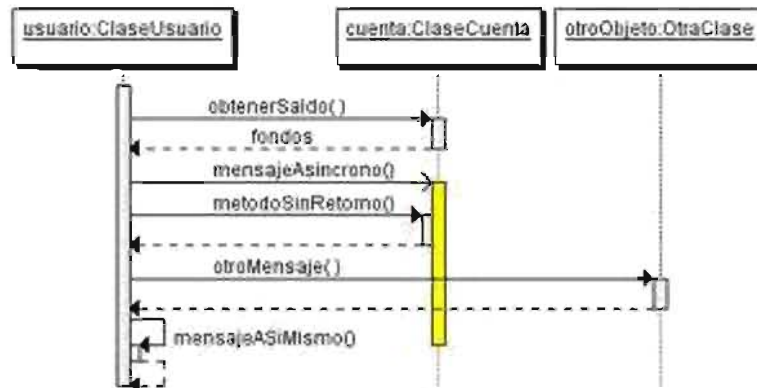 usuario:ClaseUsuario
cuenta:ClaseCuenta
otroObjeto:OtraClase
obtenerSaldo()
fondos
mensajeAsincrono()
metodoSinRetorno()
otroMensaje()
mensajeASiMismo()